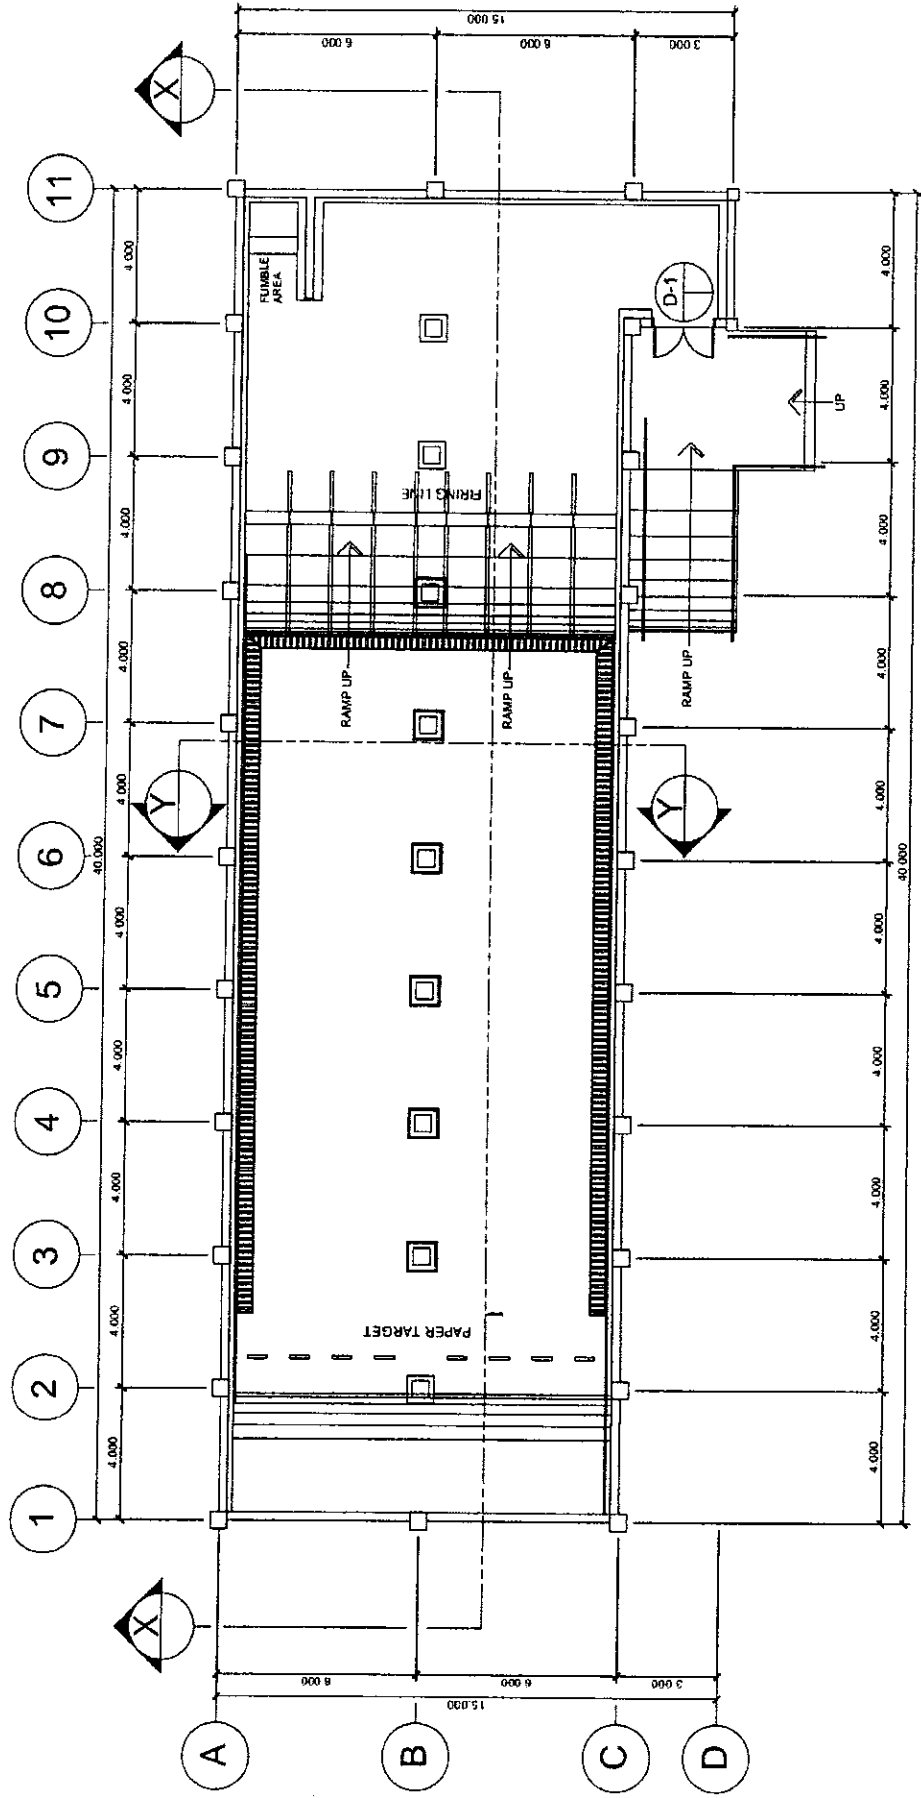 1
2
3
4
5
6
7
8
9
10
11
40.000
4.000
4.000
4.000
4.000
4.000
4.000
4.000
4.000
4.000
4.000
X
Y
X
A
B
C
D
6.000
6.000
3.000
15.000
6.000
6.000
3.000
15.000
FUMBLE
AREA
RAMP UP
RAMP UP
PAPER TARGET
FIRING LINE
D-1
Y
RAMP UP
UP
4.000
4.000
4.000
4.000
4.000
4.000
4.000
4.000
4.000
4.000
40.000